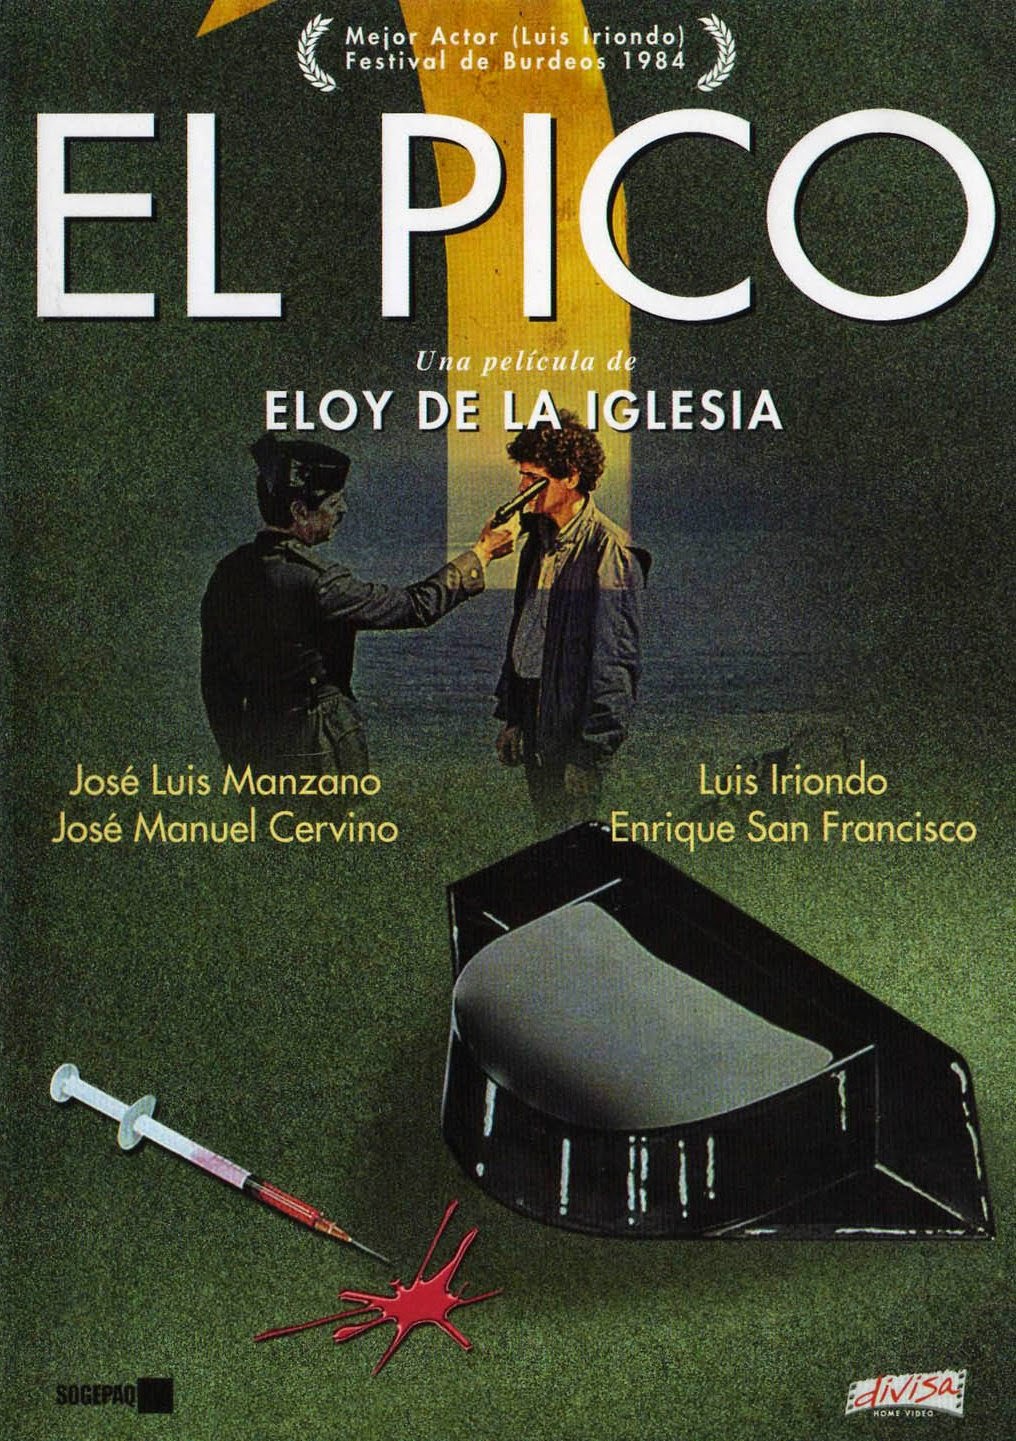 Mejor Actor (Luis Iriondo)
Festival de Burdeos 1984
EL PICO
Una película de
ELOY DE LA IGLESIA
José Luis Manzano
José Manuel Cervino
Luis Iriondo
Enrique San Francisco
SOGEPAQ
divisa
HOME VIDEO